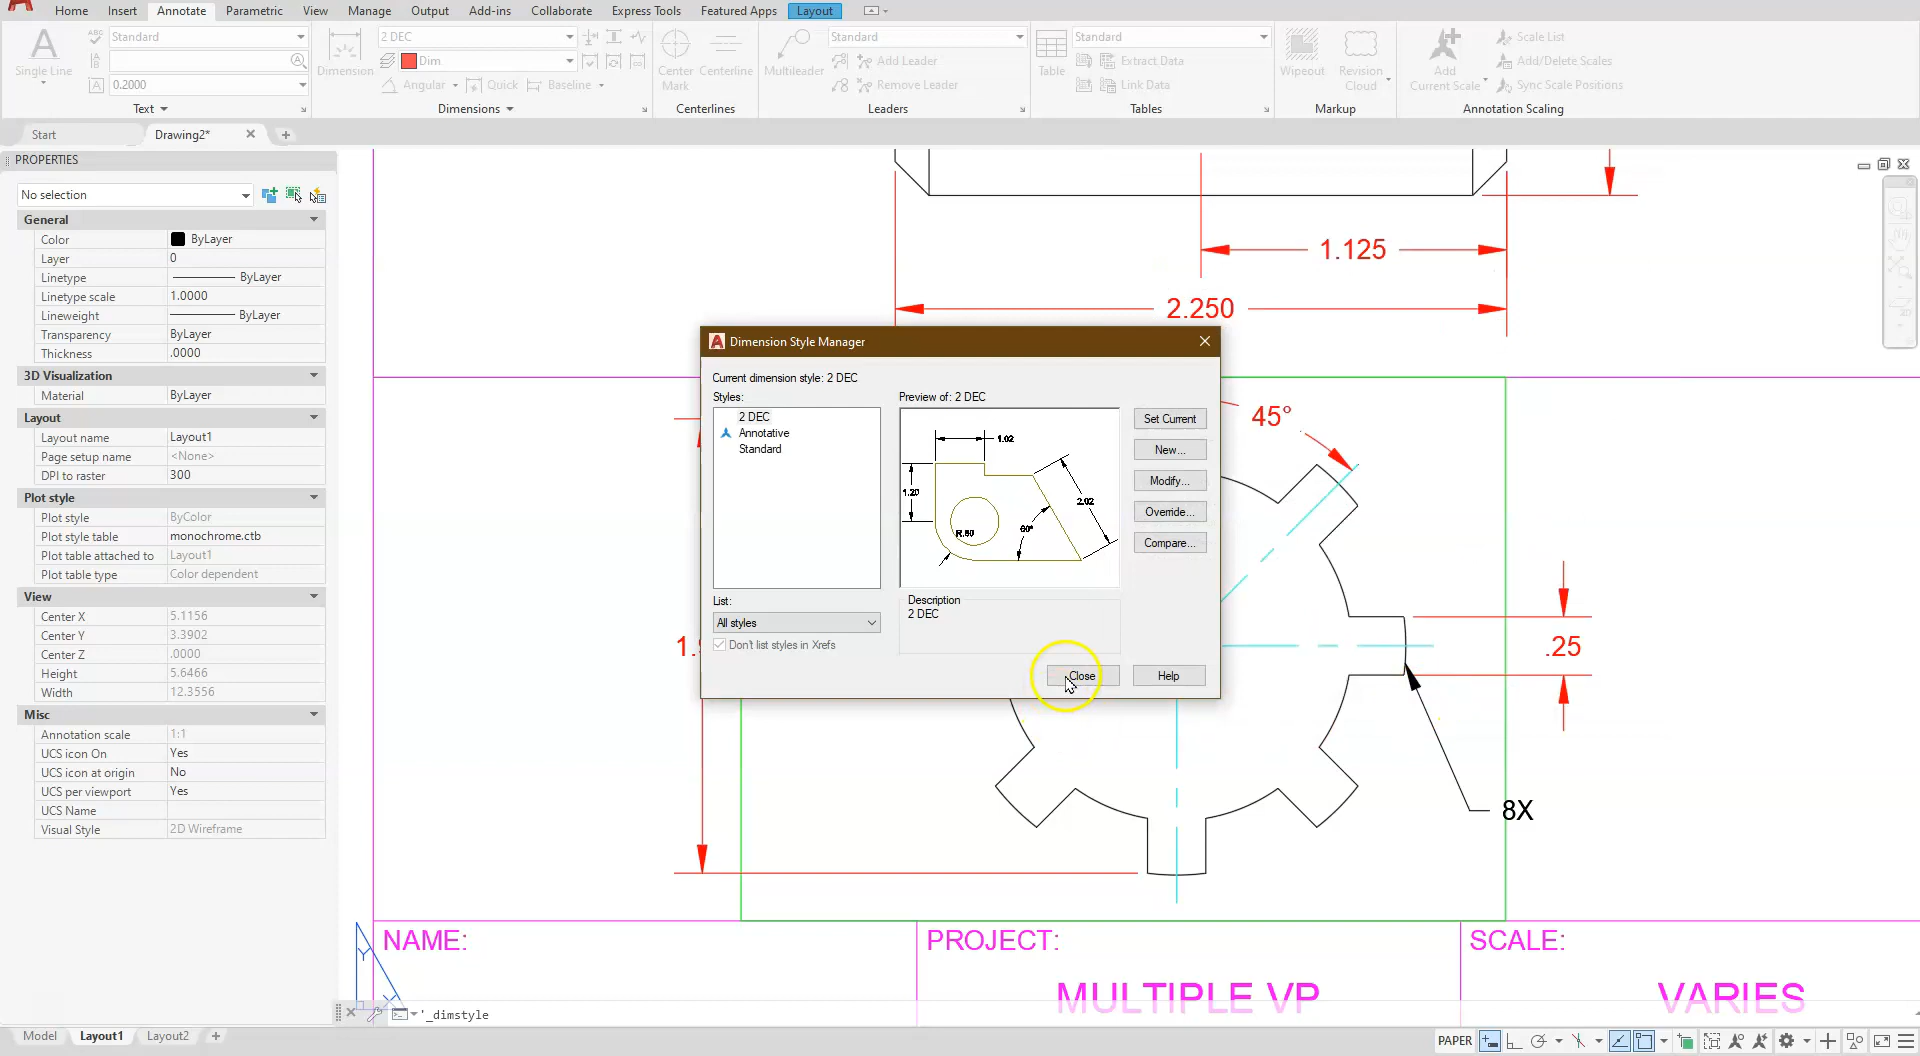 Home Insert Annotate Parametric View Manage Output Add-ins Collaborate Express Tools Featured Apps Layout
Single Line
Standard
0.2000
Text
Dimension
2 DEC
Dim
Angular Quick Baseline
Dimensions
Center Mark
Centerline
Centerlines
Multileader
Standard
Add Leader
Remove Leader
Leaders
Table
Standard
Extract Data
Link Data
Tables
Wipeout
Revision Cloud
Markup
Add Current Scale
Scale List
Add/Delete Scales
Sync Scale Positions
Annotation Scaling
Start Drawing2*
PROPERTIES
No selection
General
Color ByLayer
Layer 0
Linetype ByLayer
Linetype scale 1.0000
Lineweight ByLayer
Transparency ByLayer
Thickness .0000
3D Visualization
Material ByLayer
Layout
Layout name Layout1
Page setup name <None>
DPI to raster 300
Plot style
Plot style ByColor
Plot style table monochrome.ctb
Plot table attached to Layout1
Plot table type Color dependent
View
Center X 5.1156
Center Y 3.3902
Center Z .0000
Height 5.6466
Width 12.3556
Misc
Annotation scale 1:1
UCS icon On Yes
UCS icon at origin No
UCS per viewport Yes
UCS Name
Visual Style 2D Wireframe
1.125
2.250
Dimension Style Manager
Current dimension style: 2 DEC
Styles:
2 DEC
Annotative
Standard
List:
All styles
Don't list styles in Xrefs
Preview of: 2 DEC
1.02
1.20
2.02
R.80
60°
Description
2 DEC
Set Current
New...
Modify...
Override...
Compare...
Close Help
45°
.25
8X
NAME: PROJECT: SCALE:
MULTIPLE VP VARIES
'_dimstyle
Model Layout1 Layout2
PAPER